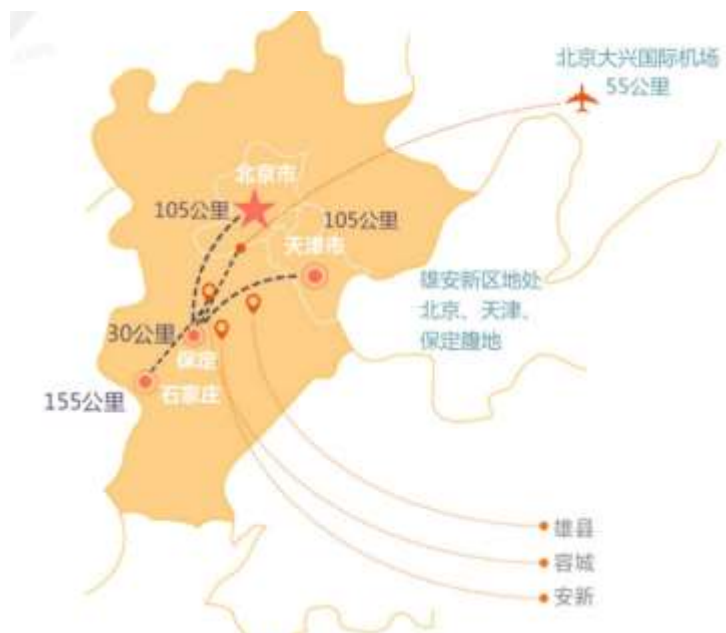 北京大兴国际机场
55公里
北京市
105公里
105公里
天津市
雄安新区地处
北京、天津、
保定腹地
30公里
保定
石家庄
155公里
雄县
容城
安新